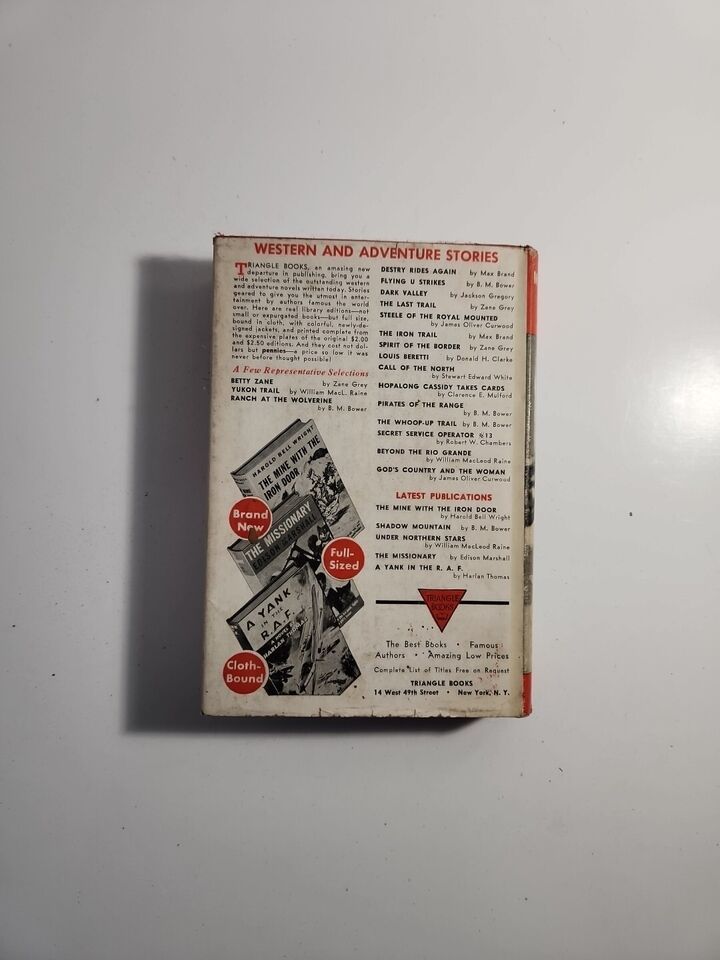 WESTERN AND ADVENTURE STORIES
TRIANGLE BOOKS, an amazing new
departure in publishing, bring you a
wide selection of the outstanding western
and adventure novels written today. Stories
geared to give you the utmost in enter-
tainment by authors famous the world
over. Here are real library editions—not
small or expurgated books—but full size,
bound in cloth, with colorful, newly-de-
signed jackets, and printed complete from
the expensive plates of the original $2.00
and $2.50 editions. And they cost not dol-
lars but pennies—a price so low it was
never before thought possible!
A Few Representative Selections
BETTY ZANE by Zane Grey
YUKON TRAIL by William MacL. Raine
RANCH AT THE WOLVERINE
by B. M. Bower
HAROLD BELL WRIGHT
THE MINE WITH THE
IRON DOOR
Brand
New
THE MISSIONARY
EDISON MARSHALL
Full-
Sized
A YANK
IN THE
R.A.F.
A NOVEL
HARLAN THOMAS
Cloth-
Bound
DESTRY RIDES AGAIN by Max Brand
FLYING U STRIKES by B. M. Bower
DARK VALLEY by Jackson Gregory
THE LAST TRAIL by Zane Grey
STEELE OF THE ROYAL MOUNTED
by James Oliver Curwood
THE IRON TRAIL by Max Brand
SPIRIT OF THE BORDER by Zane Grey
LOUIS BERETTI by Donald H. Clarke
CALL OF THE NORTH
by Stewart Edward White
HOPALONG CASSIDY TAKES CARDS
by Clarence E. Mulford
PIRATES OF THE RANGE
by B. M. Bower
THE WHOOP-UP TRAIL by B. M. Bower
SECRET SERVICE OPERATOR #13
by Robert W. Chambers
BEYOND THE RIO GRANDE
by William MacLeod Raine
GOD'S COUNTRY AND THE WOMAN
by James Oliver Curwood
LATEST PUBLICATIONS
THE MINE WITH THE IRON DOOR
by Harold Bell Wright
SHADOW MOUNTAIN by B. M. Bower
UNDER NORTHERN STARS
by William MacLeod Raine
THE MISSIONARY by Edison Marshall
A YANK IN THE R. A. F.
by Harlan Thomas
TRIANGLE
BOOKS
The Best Books • Famous
Authors • Amazing Low Prices
Complete List of Titles Free on Request
TRIANGLE BOOKS
14 West 49th Street • New York, N. Y.